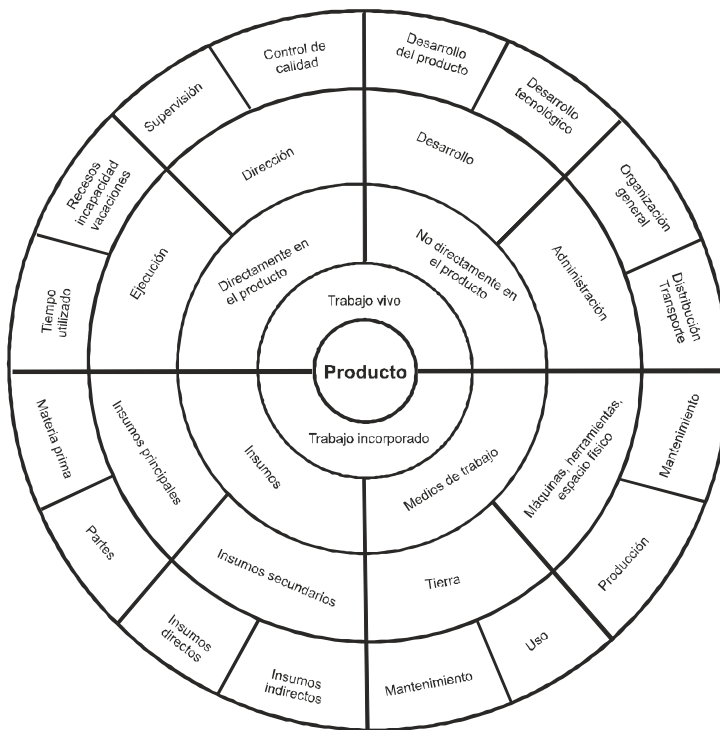 Control de
calidad
Desarrollo
del producto
Supervisión
Desarrollo
tecnológico
Recesos
incapacidad
vacaciones
Dirección
Desarrollo
Organización
general
Tiempo
utilizado
Ejecución
Directamente en
el producto
No directamente en
el producto
Administración
Distribución
Transporte
Trabajo vivo
Producto
Trabajo incorporado
Materia prima
Insumos principales
Insumos
Medios de trabajo
Máquinas, herramientas,
espacio físico
Mantenimiento
Partes
Insumos secundarios
Tierra
Producción
Insumos
directos
Insumos
indirectos
Mantenimiento
Uso